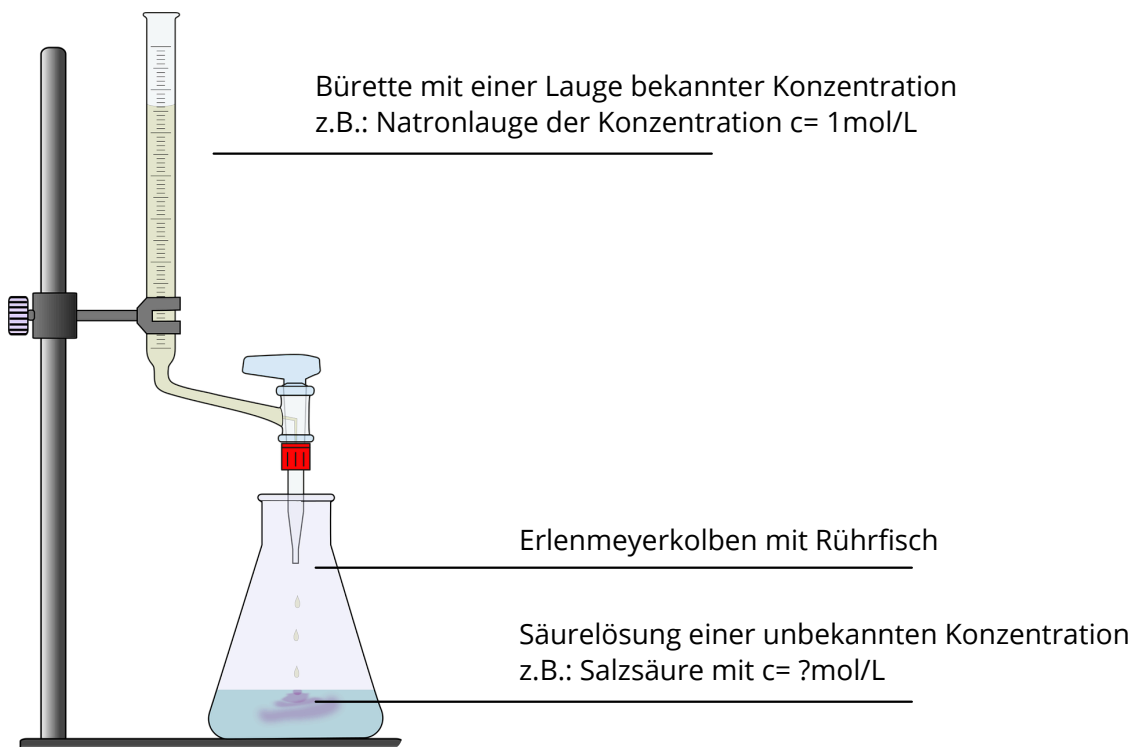 Bürette mit einer Lauge bekannter Konzentration
z.B.: Natronlauge der Konzentration c= 1mol/L
Erlenmeyerkolben mit Rührfisch
Säurelösung einer unbekannten Konzentration
z.B.: Salzsäure mit c= ?mol/L